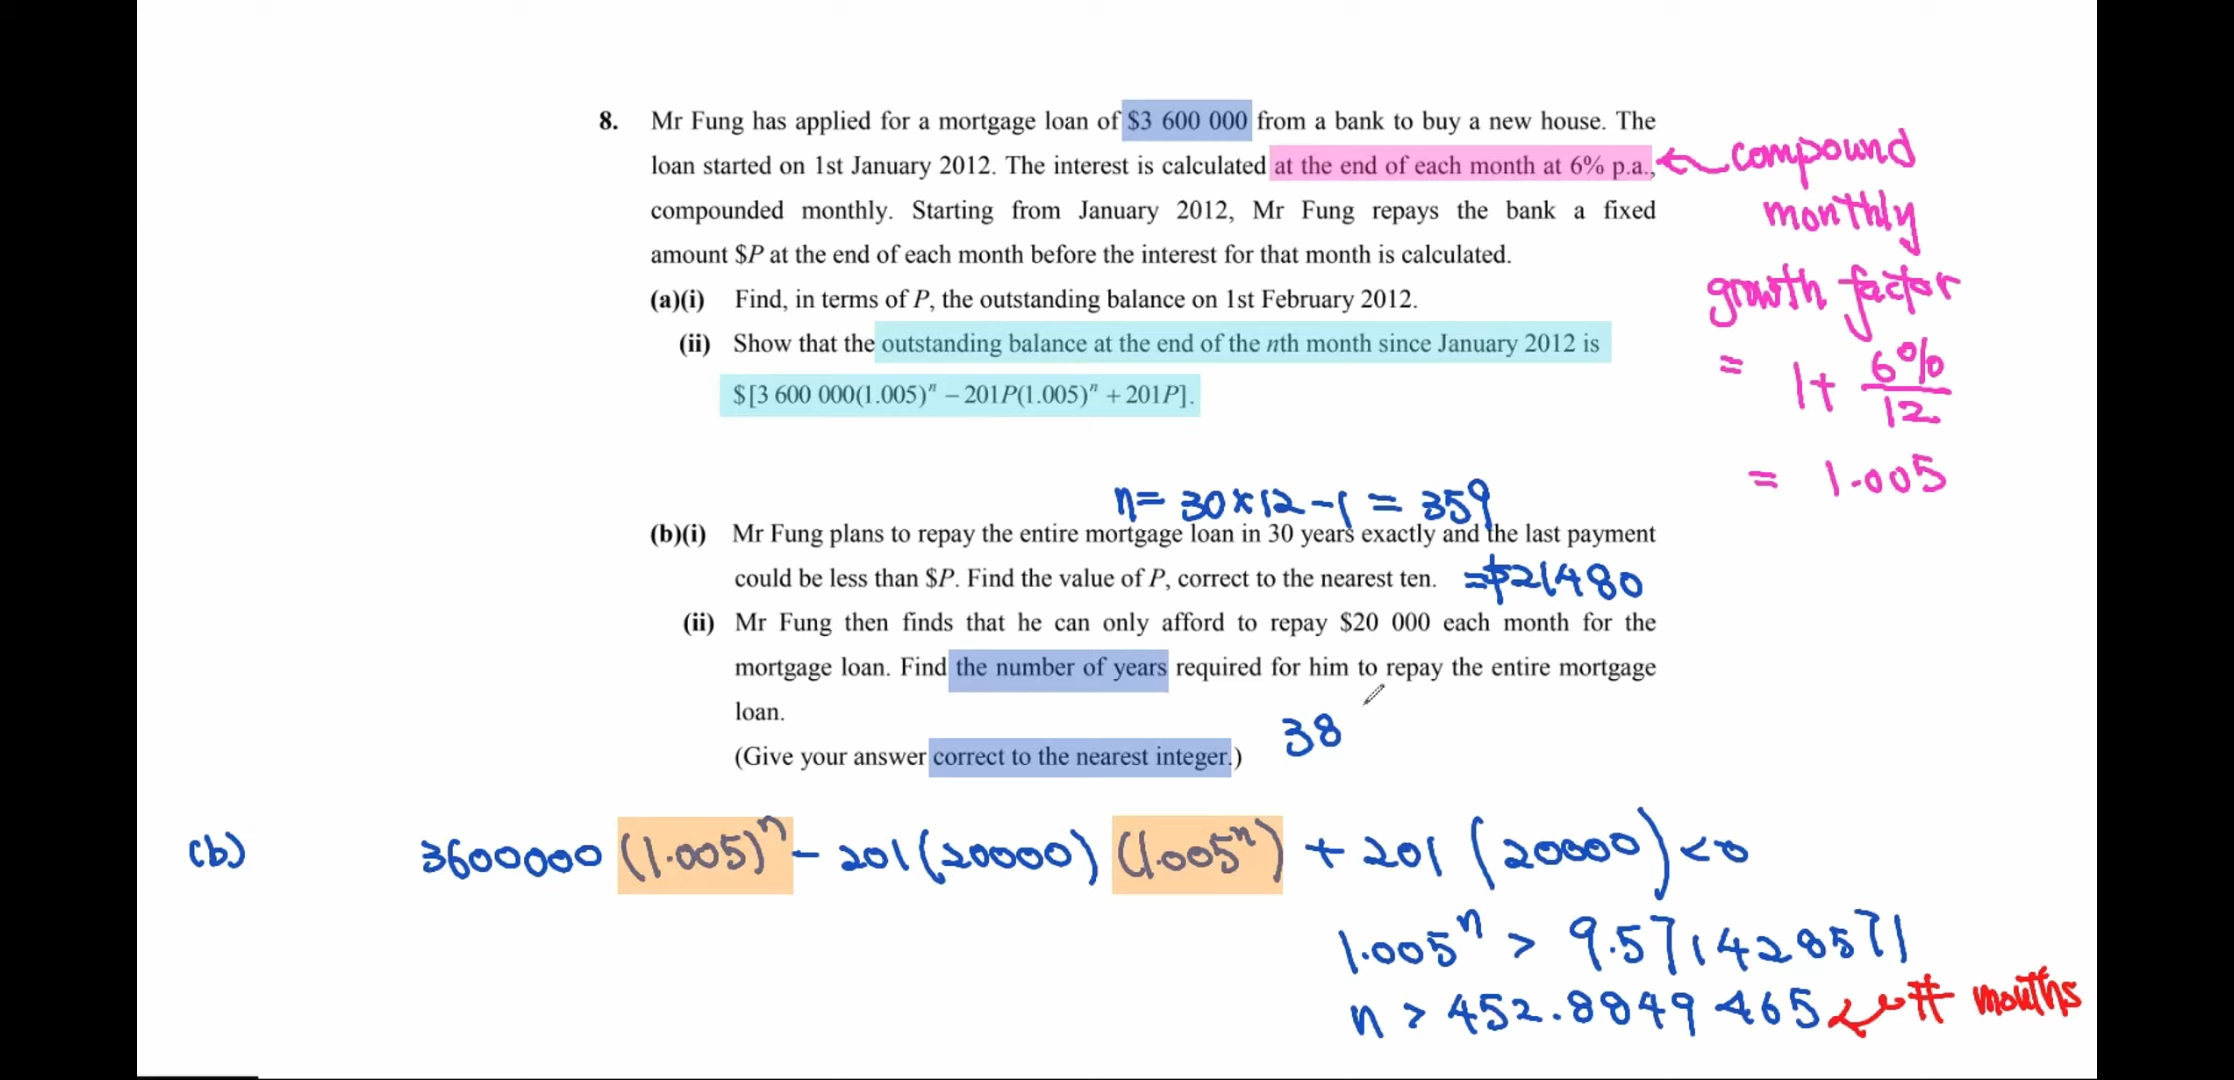 8. Mr Fung has applied for a mortgage loan of $3 600 000 from a bank to buy a new house. The
loan started on 1st January 2012. The interest is calculated at the end of each month at 6% p.a.,
compounded monthly. Starting from January 2012, Mr Fung repays the bank a fixed
amount $P at the end of each month before the interest for that month is calculated.
(a)(i) Find, in terms of P, the outstanding balance on 1st February 2012.
(ii) Show that the outstanding balance at the end of the nth month since January 2012 is
$[3 600 000(1.005)ⁿ – 201P(1.005)ⁿ + 201P].
compound
monthly
growth factor
= 1+ 6%/12
= 1.005
n= 30×12-1 = 359
(b)(i) Mr Fung plans to repay the entire mortgage loan in 30 years exactly and the last payment
could be less than $P. Find the value of P, correct to the nearest ten. =$21480
(ii) Mr Fung then finds that he can only afford to repay $20 000 each month for the
mortgage loan. Find the number of years required for him to repay the entire mortgage
loan.
(Give your answer correct to the nearest integer.) 38
(b) 3600000 (1.005)ⁿ - 201(20000) (1.005ⁿ) + 201 (20000) <0
1.005ⁿ > 9.571428571
n > 452.8849465 # months